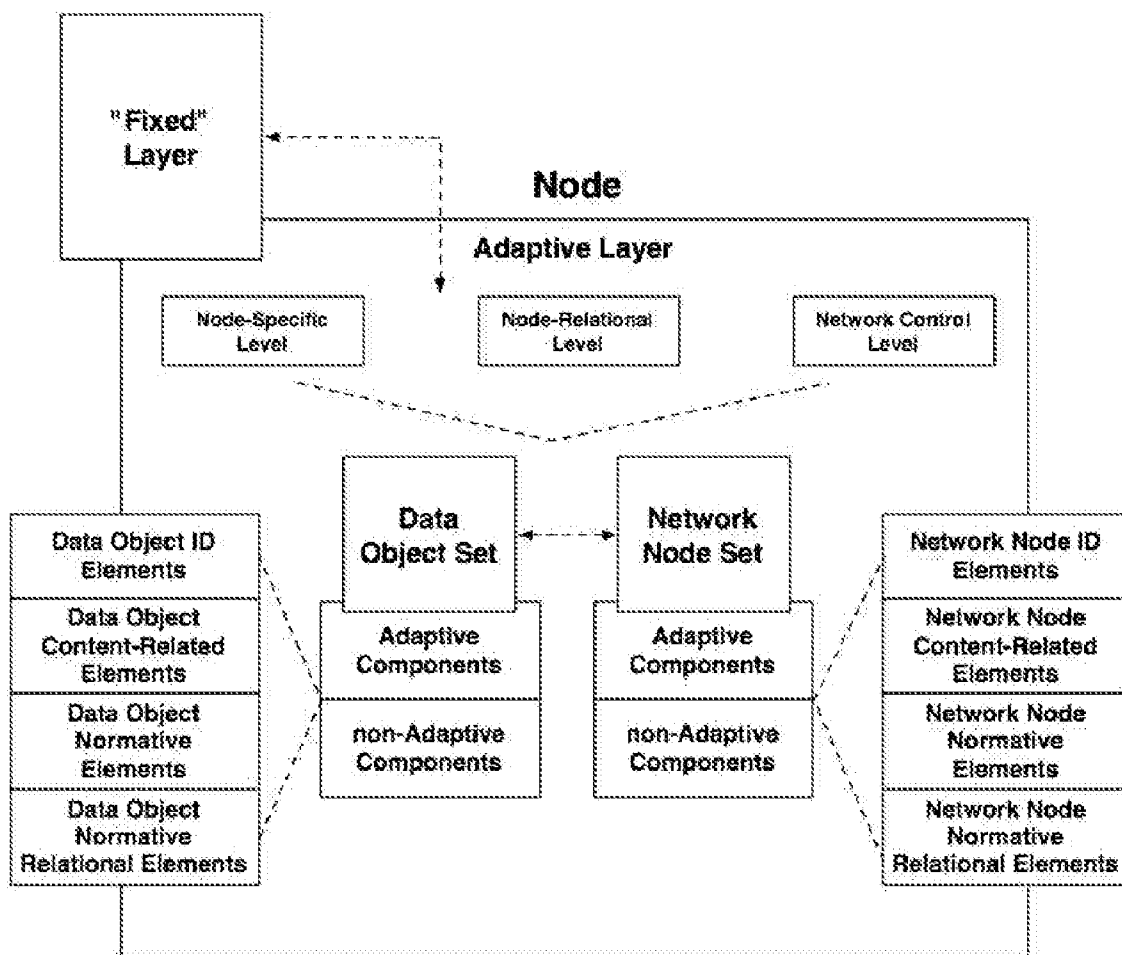 "Fixed"
Layer
Node
Adaptive Layer
Node-Specific
Level
Node-Relational
Level
Network Control
Level
Data
Object Set
Network
Node Set
Data Object ID
Elements
Data Object
Content-Related
Elements
Data Object
Normative
Elements
Data Object
Normative
Relational Elements
Adaptive
Components
non-Adaptive
Components
Adaptive
Components
non-Adaptive
Components
Network Node ID
Elements
Network Node
Content-Related
Elements
Network Node
Normative
Elements
Network Node
Normative
Relational Elements